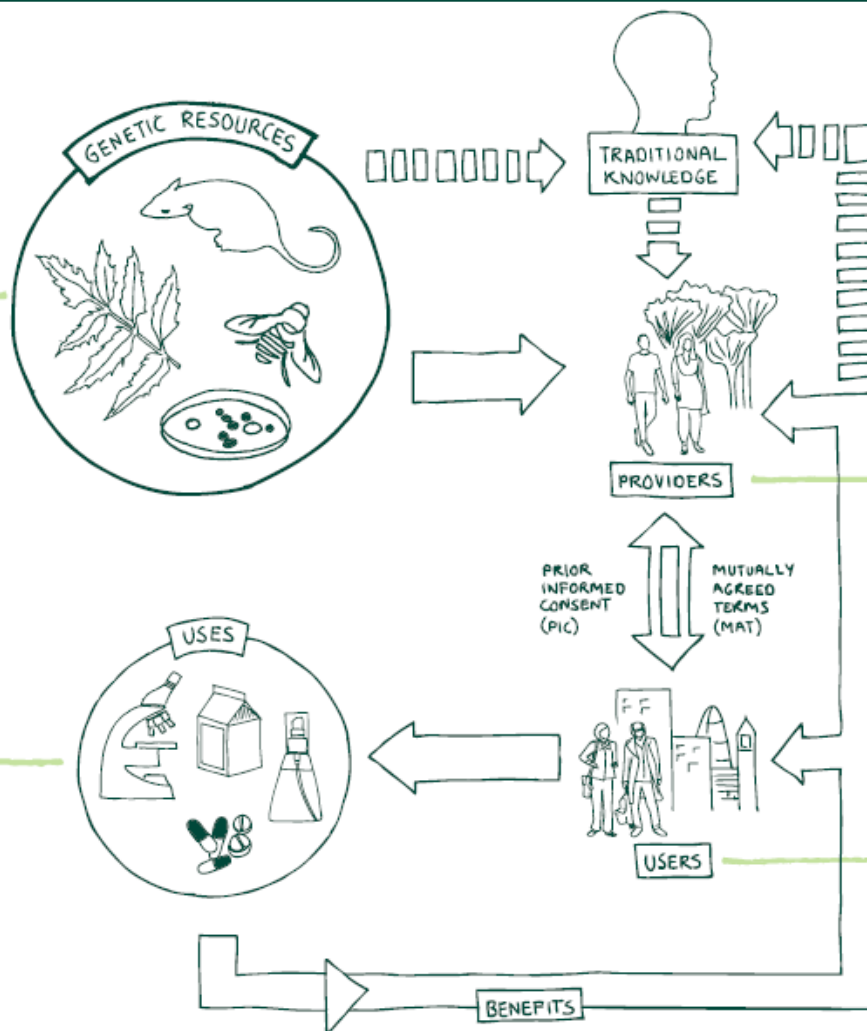 GENETIC RESOURCES
TRADITIONAL
KNOWLEDGE
PROVIDERS
PRIOR
INFORMED
CONSENT
(PIC)
MUTUALLY
AGREED
TERMS
(MAT)
USES
USERS
BENEFITS